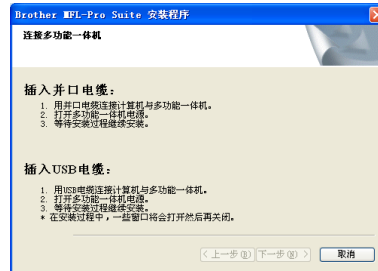 Brother MFL-Pro Suite 安装程序
连接多功能一体机
插入并口电缆：
1. 用并口电缆连接计算机与多功能一体机。
2. 打开多功能一体机电源。
3. 等待安装过程继续安装。
插入USB电缆：
1. 用USB电缆连接计算机与多功能一体机。
2. 打开多功能一体机电源。
3. 等待安装过程继续安装。
* 在安装过程中，一些窗口将会打开然后再关闭。
< 上一步(B) 下一步(N) > 取消